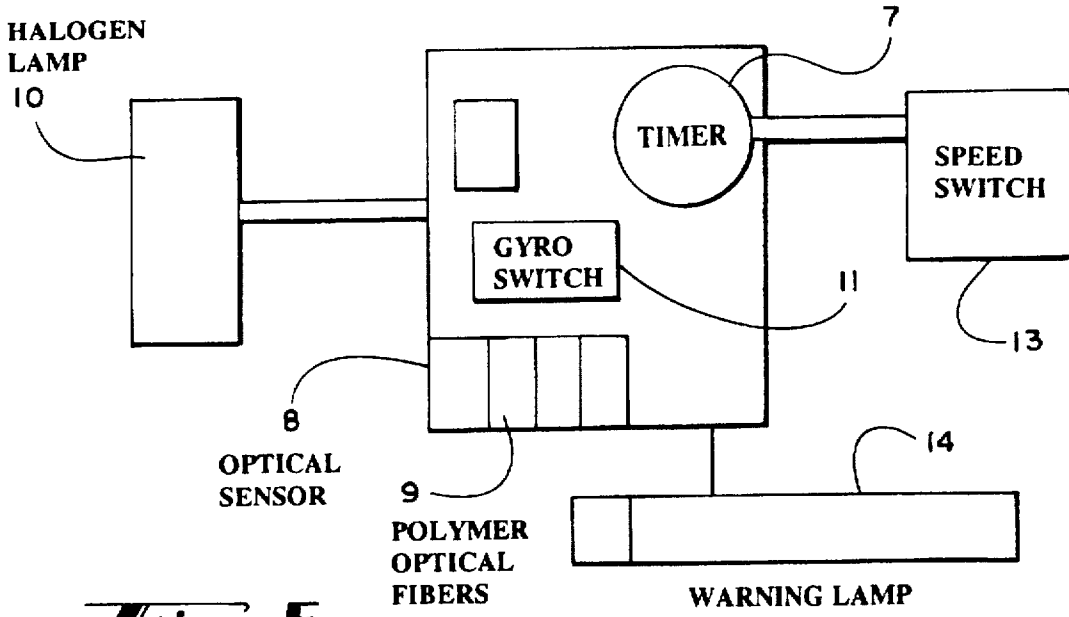 HALOGEN
LAMP
10
7
TIMER
SPEED
SWITCH
GYRO
SWITCH
11
13
8
OPTICAL
SENSOR
9
POLYMER
OPTICAL
FIBERS
14
WARNING LAMP